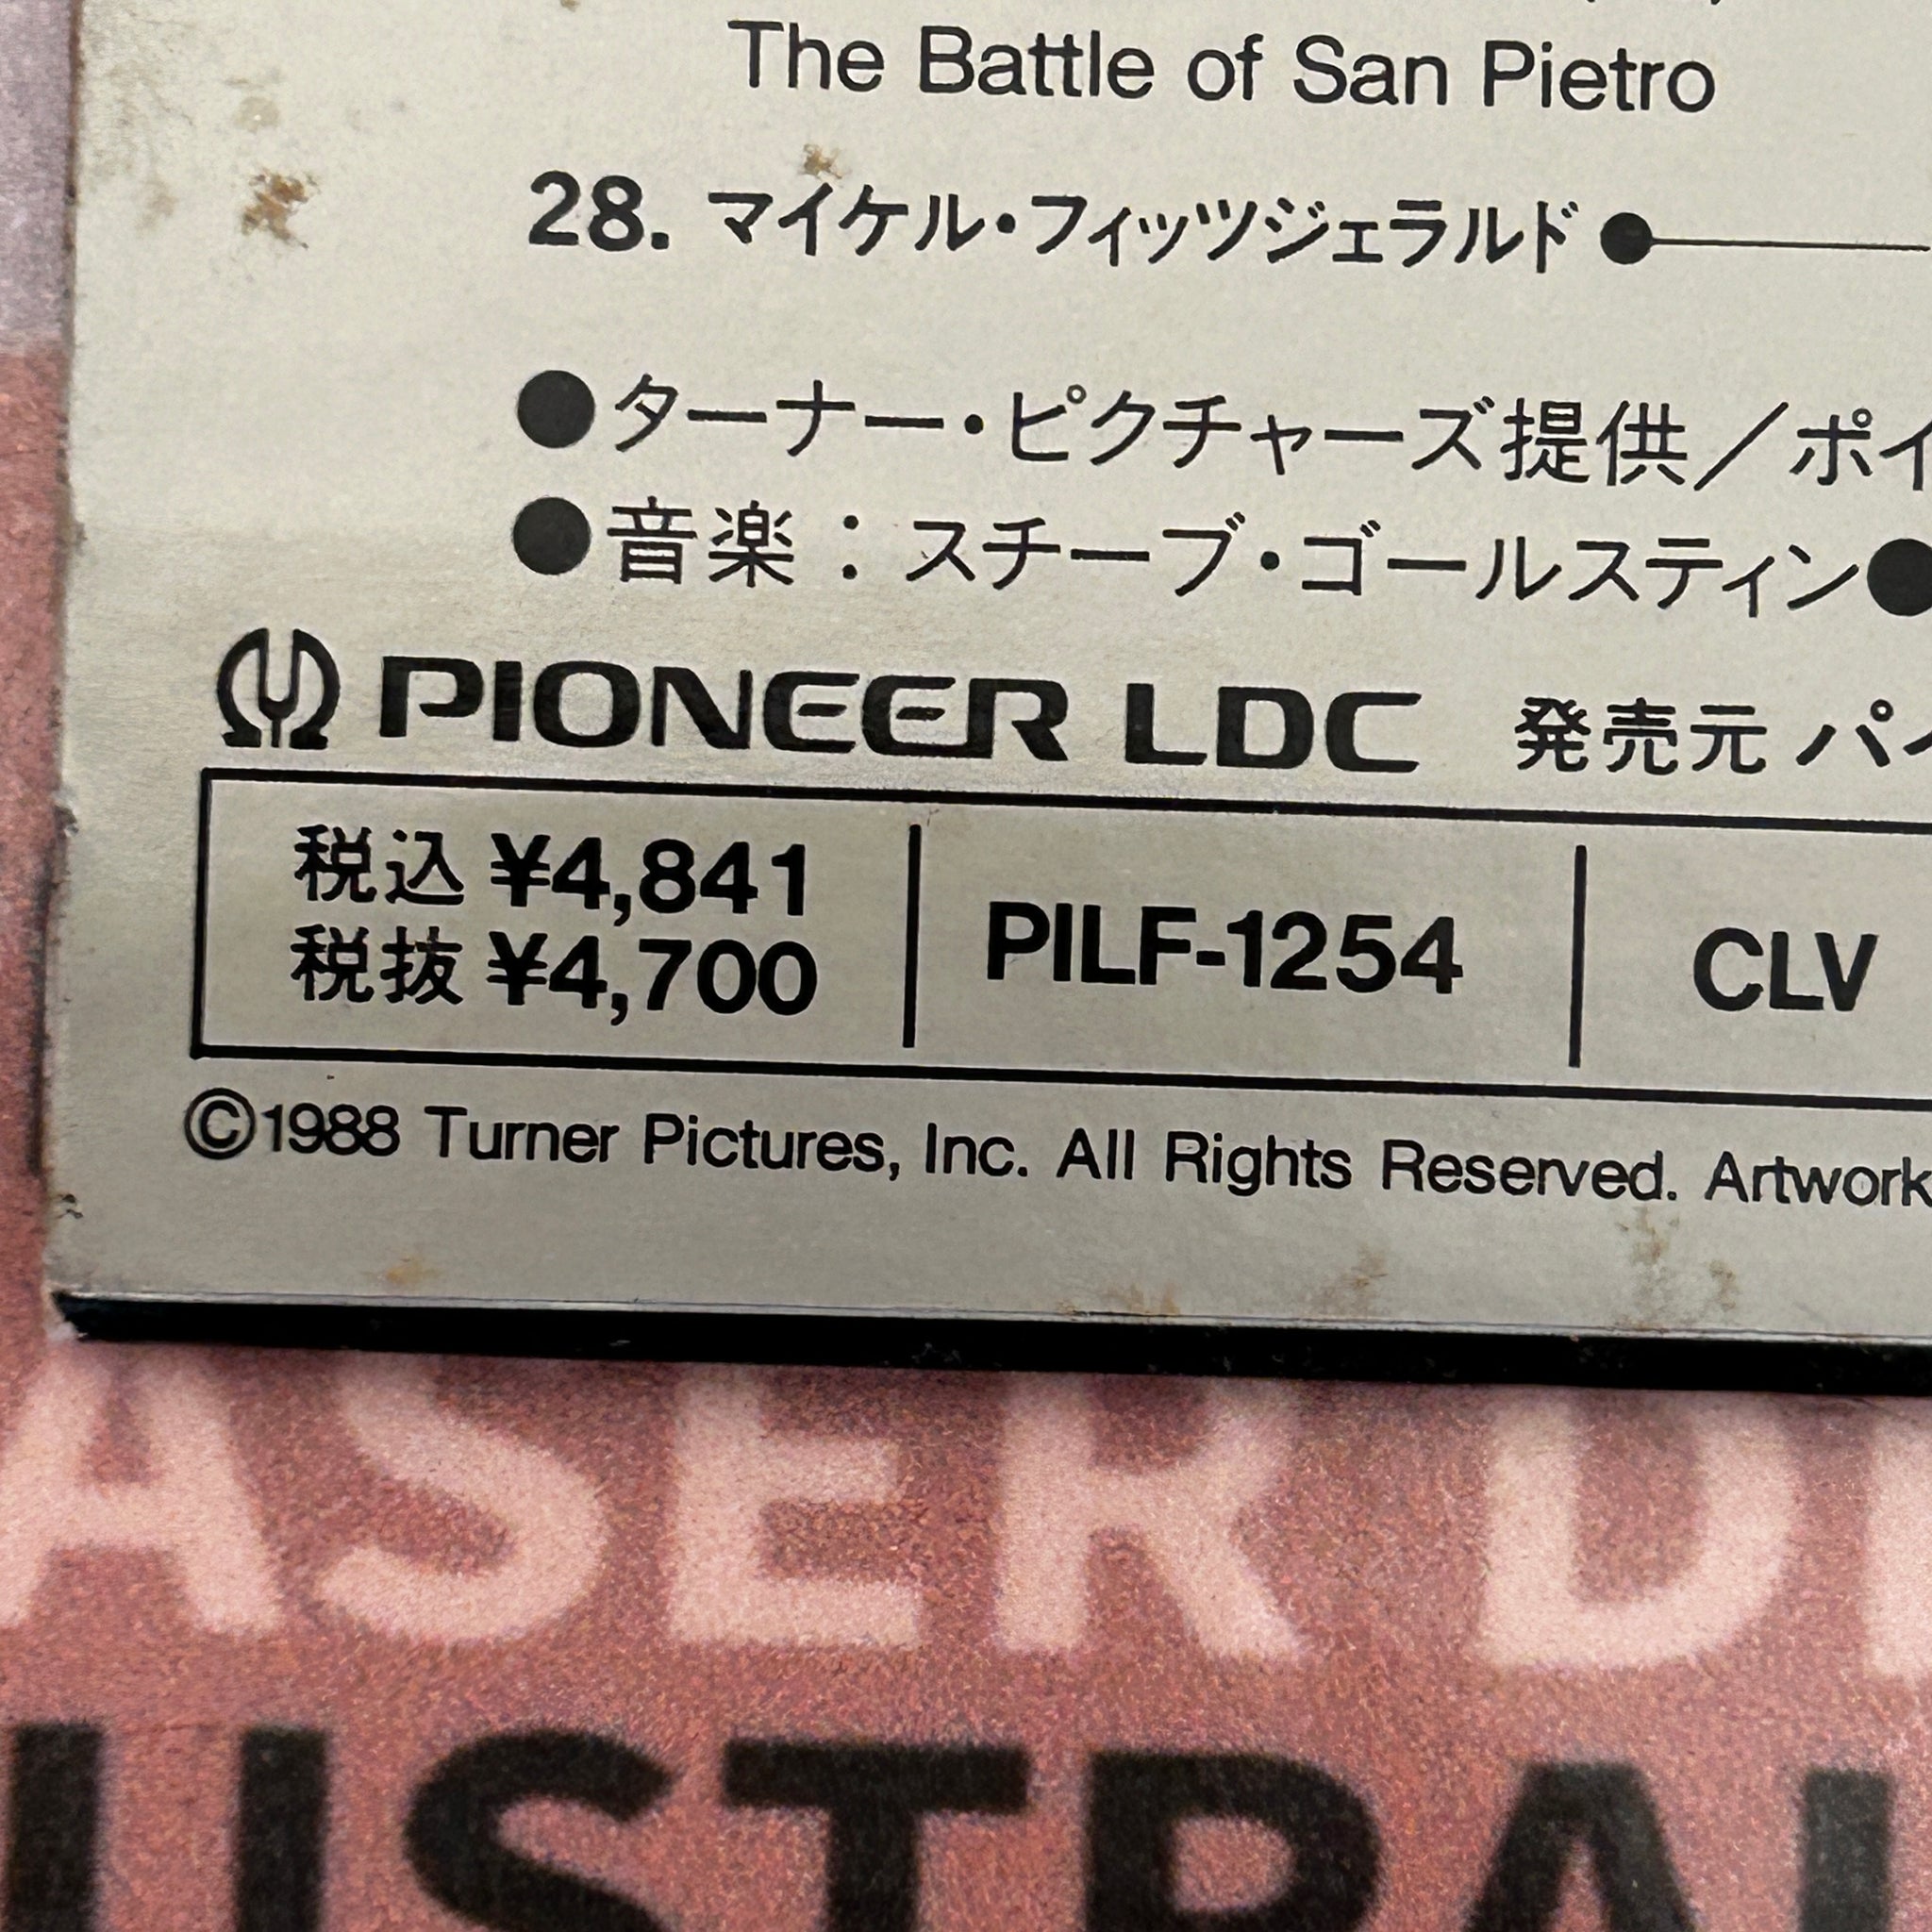 The Battle of San Pietro
28. マイケル・フィッツジェラルド
●ターナー・ピクチャーズ提供／ポイ
●音楽：スチーブ・ゴールスティン●
PIONEER LDC 発売元 パイ
税込 ¥4,841
税抜 ¥4,700
PILF-1254
CLV
©1988 Turner Pictures, Inc. All Rights Reserved. Artwork
ASER D
USTRAL